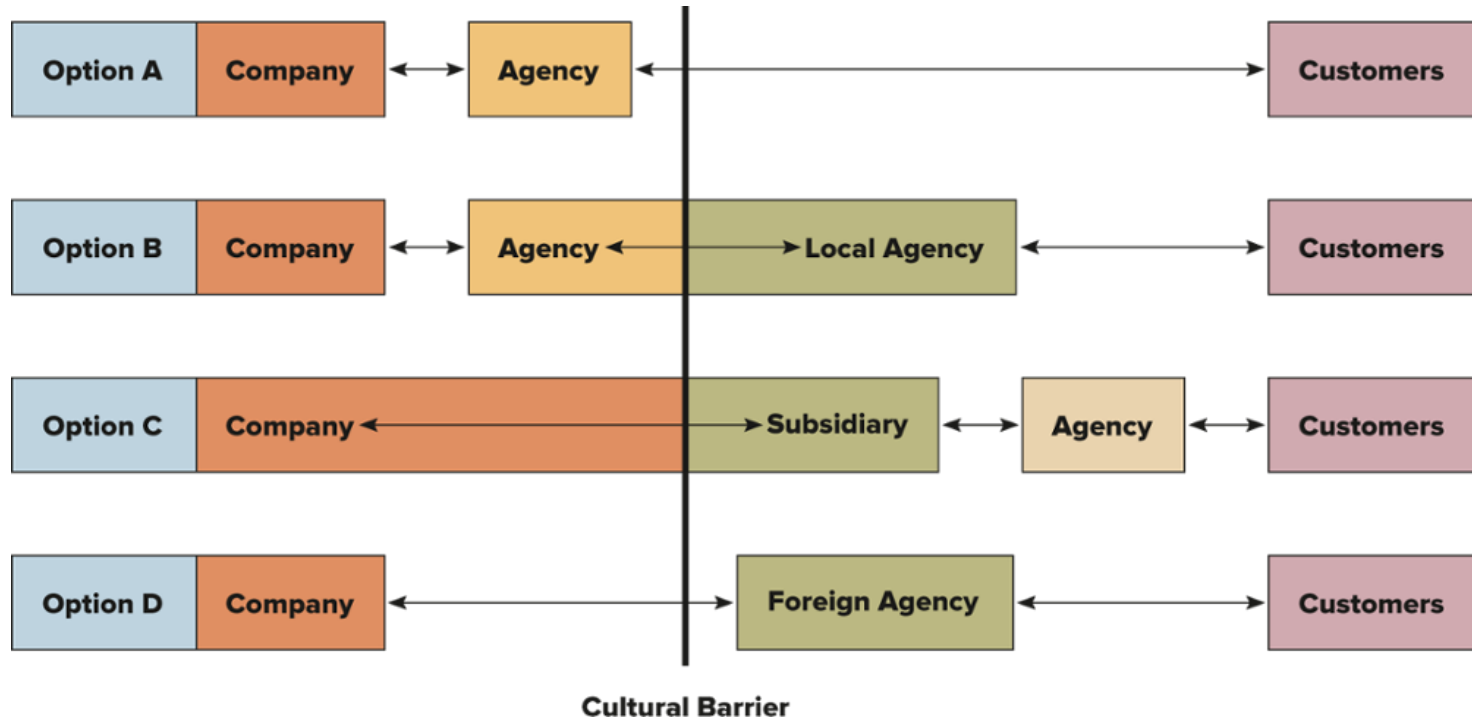 Option A Company Agency Customers
Option B Company Agency Local Agency Customers
Option C Company Subsidiary Agency Customers
Option D Company Foreign Agency Customers
Cultural Barrier